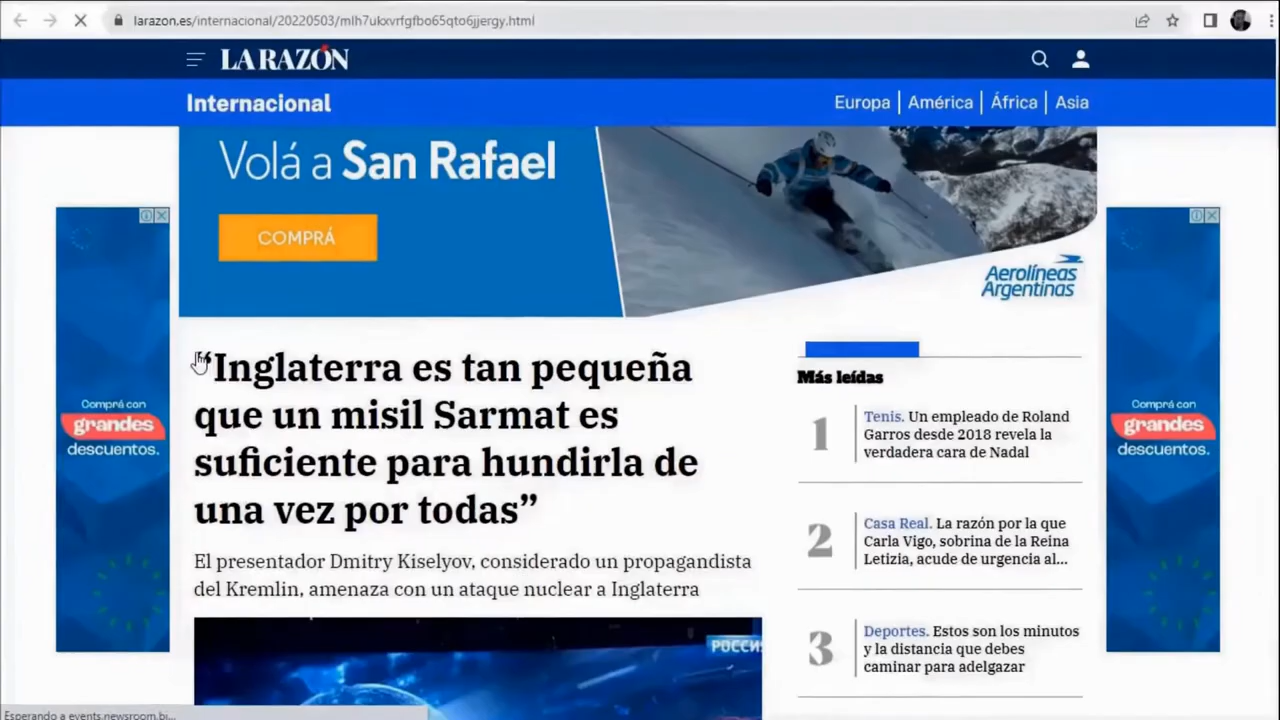 larazon.es/internacional/20220503/mlh7ukxvrfgfbo65qto6jjergy.html
LA RAZÓN
Internacional
Europa | América | África | Asia
Volá a San Rafael
COMPRÁ
Aerolíneas
Argentinas
Comprá con
grandes
descuentos.
“Inglaterra es tan pequeña
que un misil Sarmat es
suficiente para hundirla de
una vez por todas”
El presentador Dmitry Kiselyov, considerado un propagandista
del Kremlin, amenaza con un ataque nuclear a Inglaterra
РОССИ
Más leídas
1
Tenis. Un empleado de Roland
Garros desde 2018 revela la
verdadera cara de Nadal
2
Casa Real. La razón por la que
Carla Vigo, sobrina de la Reina
Letizia, acude de urgencia al...
3
Deportes. Estos son los minutos
y la distancia que debes
caminar para adelgazar
Comprá con
grandes
descuentos.
Esperando a events.newsroom.bi...